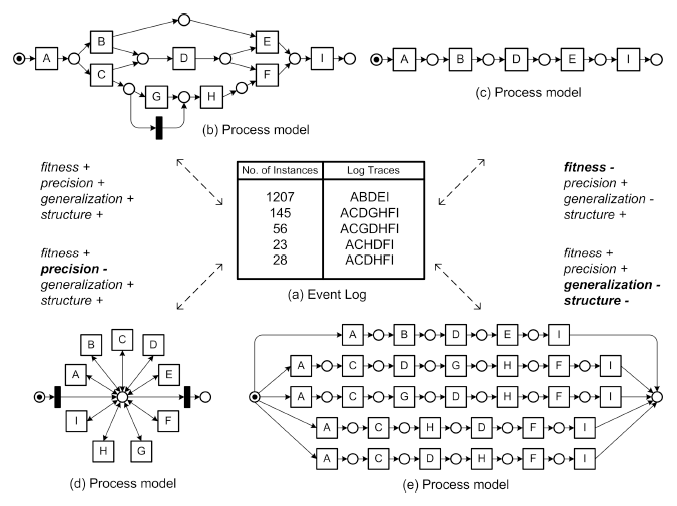 A B C D E F G H I
(b) Process model
A B D E I
(c) Process model
fitness +
precision +
generalization +
structure +
No. of Instances Log Traces
1207 ABDEI
145 ACDGHFI
56 ACGDHFI
23 ACHDFI
28 ACDHFI
(a) Event Log
fitness -
precision +
generalization -
structure +
fitness +
precision -
generalization +
structure +
fitness +
precision +
generalization -
structure -
B C D
A E
I F
H G
(d) Process model
A B D E I
A C D G H F I
A C G D H F I
A C H D F I
A C D H F I
(e) Process model